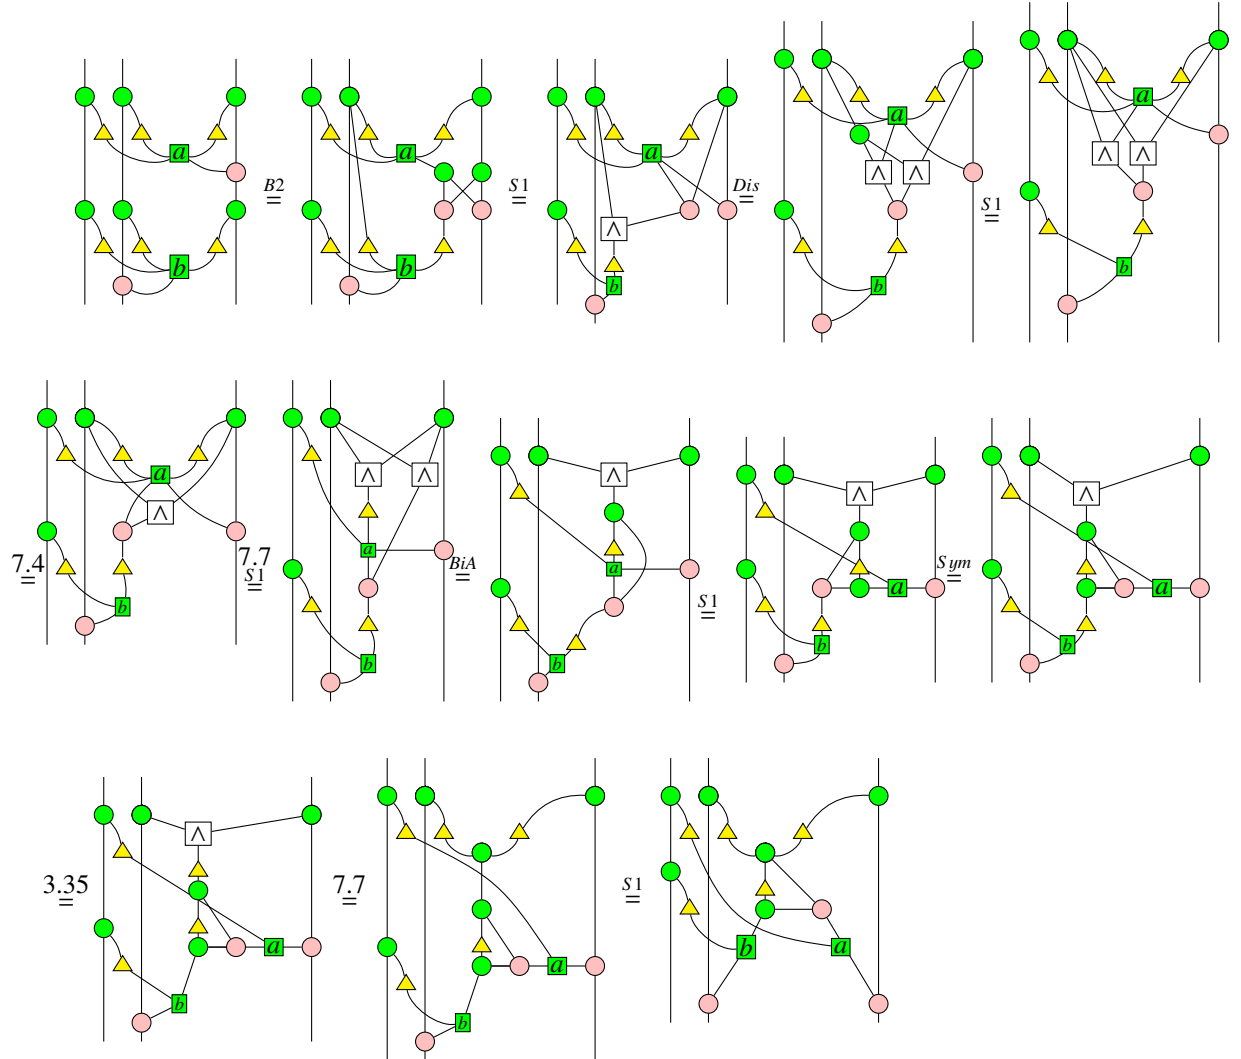 a B2 = a S1 = a Dis = a ∧ ∧ S1 = a ∧ ∧
b b ∧ b b b
7.4 = a ∧ b 7.7 S1 = ∧ ∧ a b BiA = ∧ a b S1 = ∧ a b Sym = ∧ a b
3.35 = ∧ a b 7.7 = a b S1 = b a